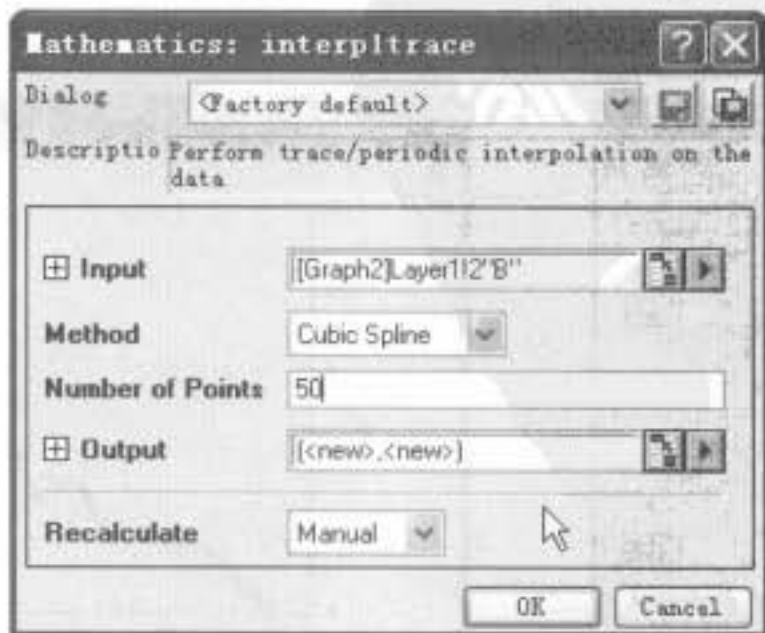 Mathematics: interp1trace
Dialog <Factory default>
Descriptio Perform trace/periodic interpolation on the
data
Input [Graph2]Layer1!2"B"
Method Cubic Spline
Number of Points 50
Output (<new>,<new>)
Recalculate Manual
OK Cancel